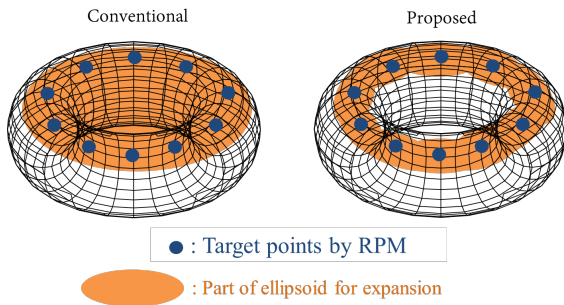 Conventional
Proposed
: Target points by RPM
: Part of ellipsoid for expansion